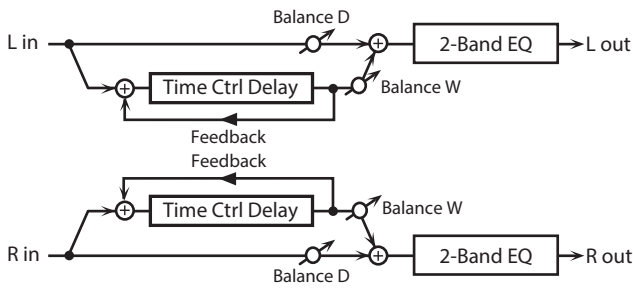 Balance D
L in
2-Band EQ
L out
Time Ctrl Delay
Balance W
Feedback
Feedback
Time Ctrl Delay
Balance W
R in
2-Band EQ
R out
Balance D